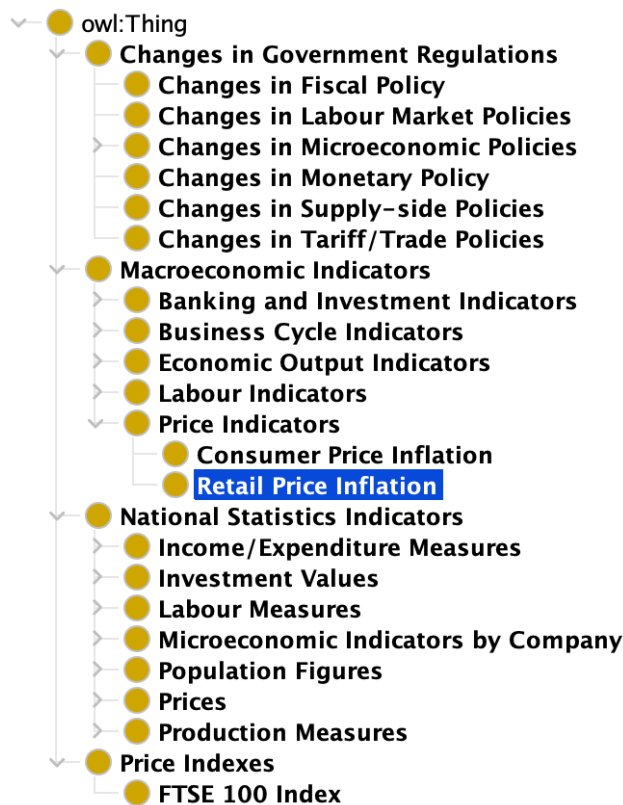 owl:Thing
Changes in Government Regulations
Changes in Fiscal Policy
Changes in Labour Market Policies
Changes in Microeconomic Policies
Changes in Monetary Policy
Changes in Supply-side Policies
Changes in Tariff/Trade Policies
Macroeconomic Indicators
Banking and Investment Indicators
Business Cycle Indicators
Economic Output Indicators
Labour Indicators
Price Indicators
Consumer Price Inflation
Retail Price Inflation
National Statistics Indicators
Income/Expenditure Measures
Investment Values
Labour Measures
Microeconomic Indicators by Company
Population Figures
Prices
Production Measures
Price Indexes
FTSE 100 Index